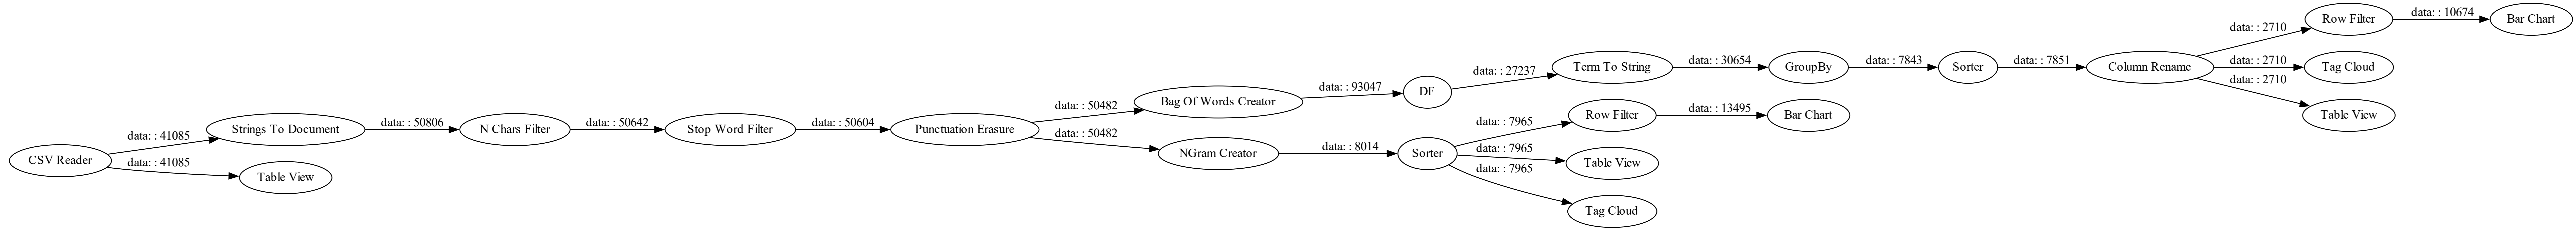 CSV Reader
data: : 41085
data: : 41085
Strings To Document
Table View
data: : 50806
N Chars Filter
data: : 50642
Stop Word Filter
data: : 50604
Punctuation Erasure
data: : 50482
data: : 50482
Bag Of Words Creator
NGram Creator
data: : 93047
data: : 8014
DF
Sorter
data: : 27237
data: : 7965
data: : 7965
data: : 7965
Term To String
Row Filter
Table View
Tag Cloud
data: : 30654
data: : 13495
GroupBy
Bar Chart
data: : 7843
Sorter
data: : 7851
Column Rename
data: : 2710
data: : 2710
data: : 2710
Row Filter
Tag Cloud
Table View
data: : 10674
Bar Chart